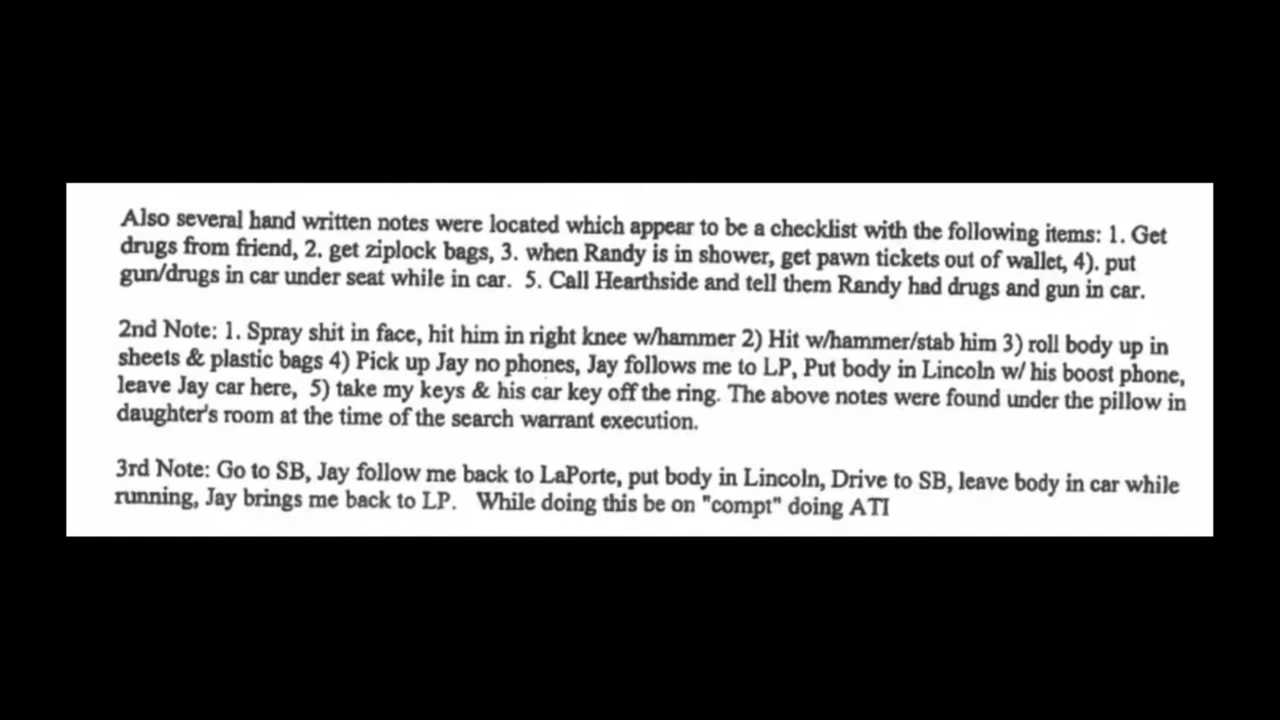 Also several hand written notes were located which appear to be a checklist with the following items: 1. Get
drugs from friend, 2. get ziplock bags, 3. when Randy is in shower, get pawn tickets out of wallet, 4). put
gun/drugs in car under seat while in car.  5. Call Hearthside and tell them Randy had drugs and gun in car.
2nd Note: 1. Spray shit in face, hit him in right knee w/hammer 2) Hit w/hammer/stab him 3) roll body up in
sheets & plastic bags 4) Pick up Jay no phones, Jay follows me to LP, Put body in Lincoln w/ his boost phone,
leave Jay car here,  5) take my keys & his car key off the ring. The above notes were found under the pillow in
daughter's room at the time of the search warrant execution.
3rd Note: Go to SB, Jay follow me back to LaPorte, put body in Lincoln, Drive to SB, leave body in car while
running, Jay brings me back to LP.   While doing this be on "compt" doing ATI